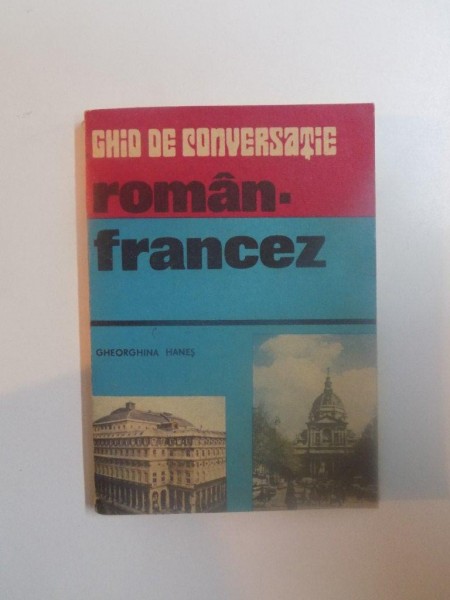 GHID DE CONVERSAȚIE
român-
francez
GHEORGHINA HANEȘ